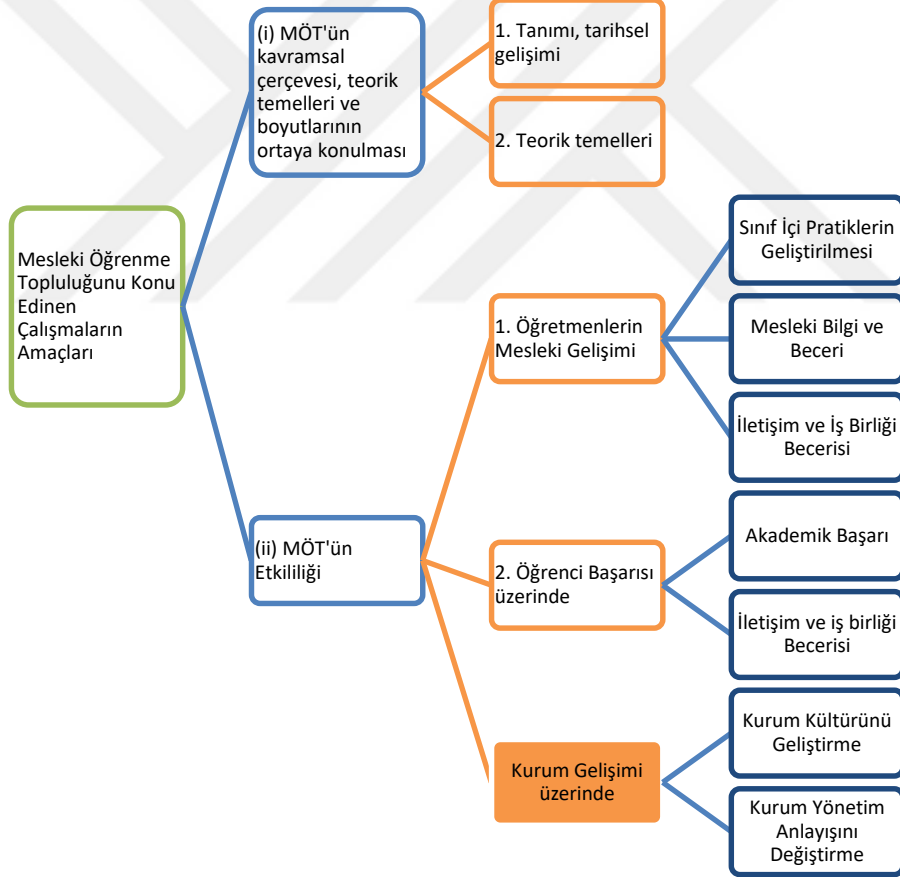 Mesleki Öğrenme
Topluluğunu Konu
Edinen
Çalışmaların
Amaçları
(i) MÖT'ün
kavramsal
çerçevesi, teorik
temelleri ve
boyutlarının
ortaya konulması
1. Tanımı, tarihsel
gelişimi
2. Teorik temelleri
(ii) MÖT'ün
Etkililiği
1. Öğretmenlerin
Mesleki Gelişimi
Sınıf İçi Pratiklerin
Geliştirilmesi
Mesleki Bilgi ve
Beceri
İletişim ve İş Birliği
Becerisi
2. Öğrenci Başarısı
üzerinde
Akademik Başarı
İletişim ve iş birliği
Becerisi
Kurum Gelişimi
üzerinde
Kurum Kültürünü
Geliştirme
Kurum Yönetim
Anlayışını
Değiştirme